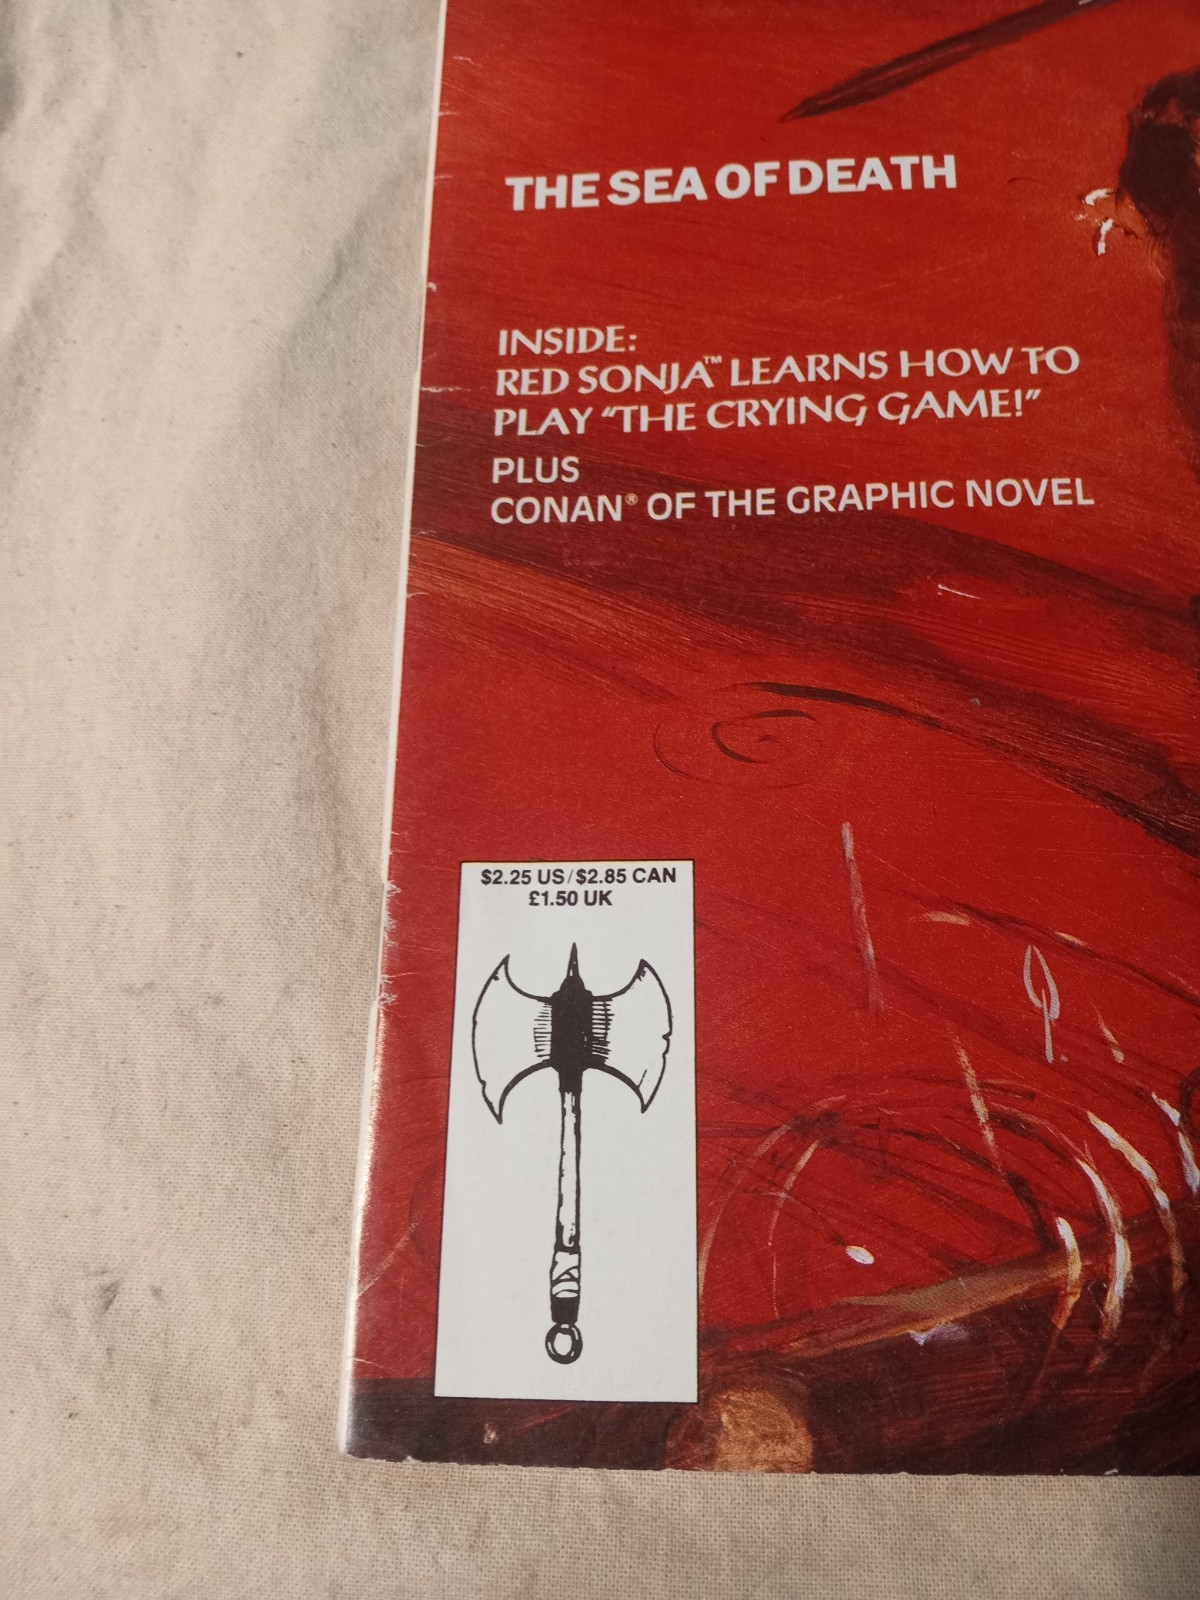 THE SEA OF DEATH
INSIDE:
RED SONJA™ LEARNS HOW TO
PLAY “THE CRYING GAME!”
PLUS
CONAN® OF THE GRAPHIC NOVEL
$2.25 US/$2.85 CAN
£1.50 UK